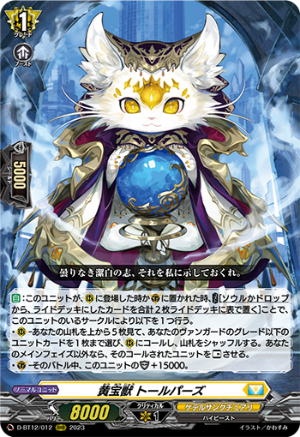 1
グレード
ブースト
シールド
5000
曇りなき潔白の志、それを私に示しておくれ。
自:このユニットが、Ⓡに登場した時かⒼに置かれた時、【コスト】[ソウルかドロップ
から、ライドデッキにしたカードを合計2枚ライドデッキに表で置く]ことで、
このユニットのいるサークルにより以下1つを行う。
・Ⓡ-あなたの山札を上から5枚見て、あなたのヴァンガードのグレード以下の
ユニットカードを1枚まで選び、Ⓡにコールし、山札をシャッフルする。あなた
のメインフェイズ以外なら、そのコールされたユニットのパワー+5000。
・Ⓖ-そのバトル中、このユニットの+15000。
ノーマルユニット
黄宝獣 トールバーズ
パワー
8000
クリティカル
1
ケテルサンクチュアリ
ハイビースト
D-BT12/012 RRR 2023
イラスト/かわすみ